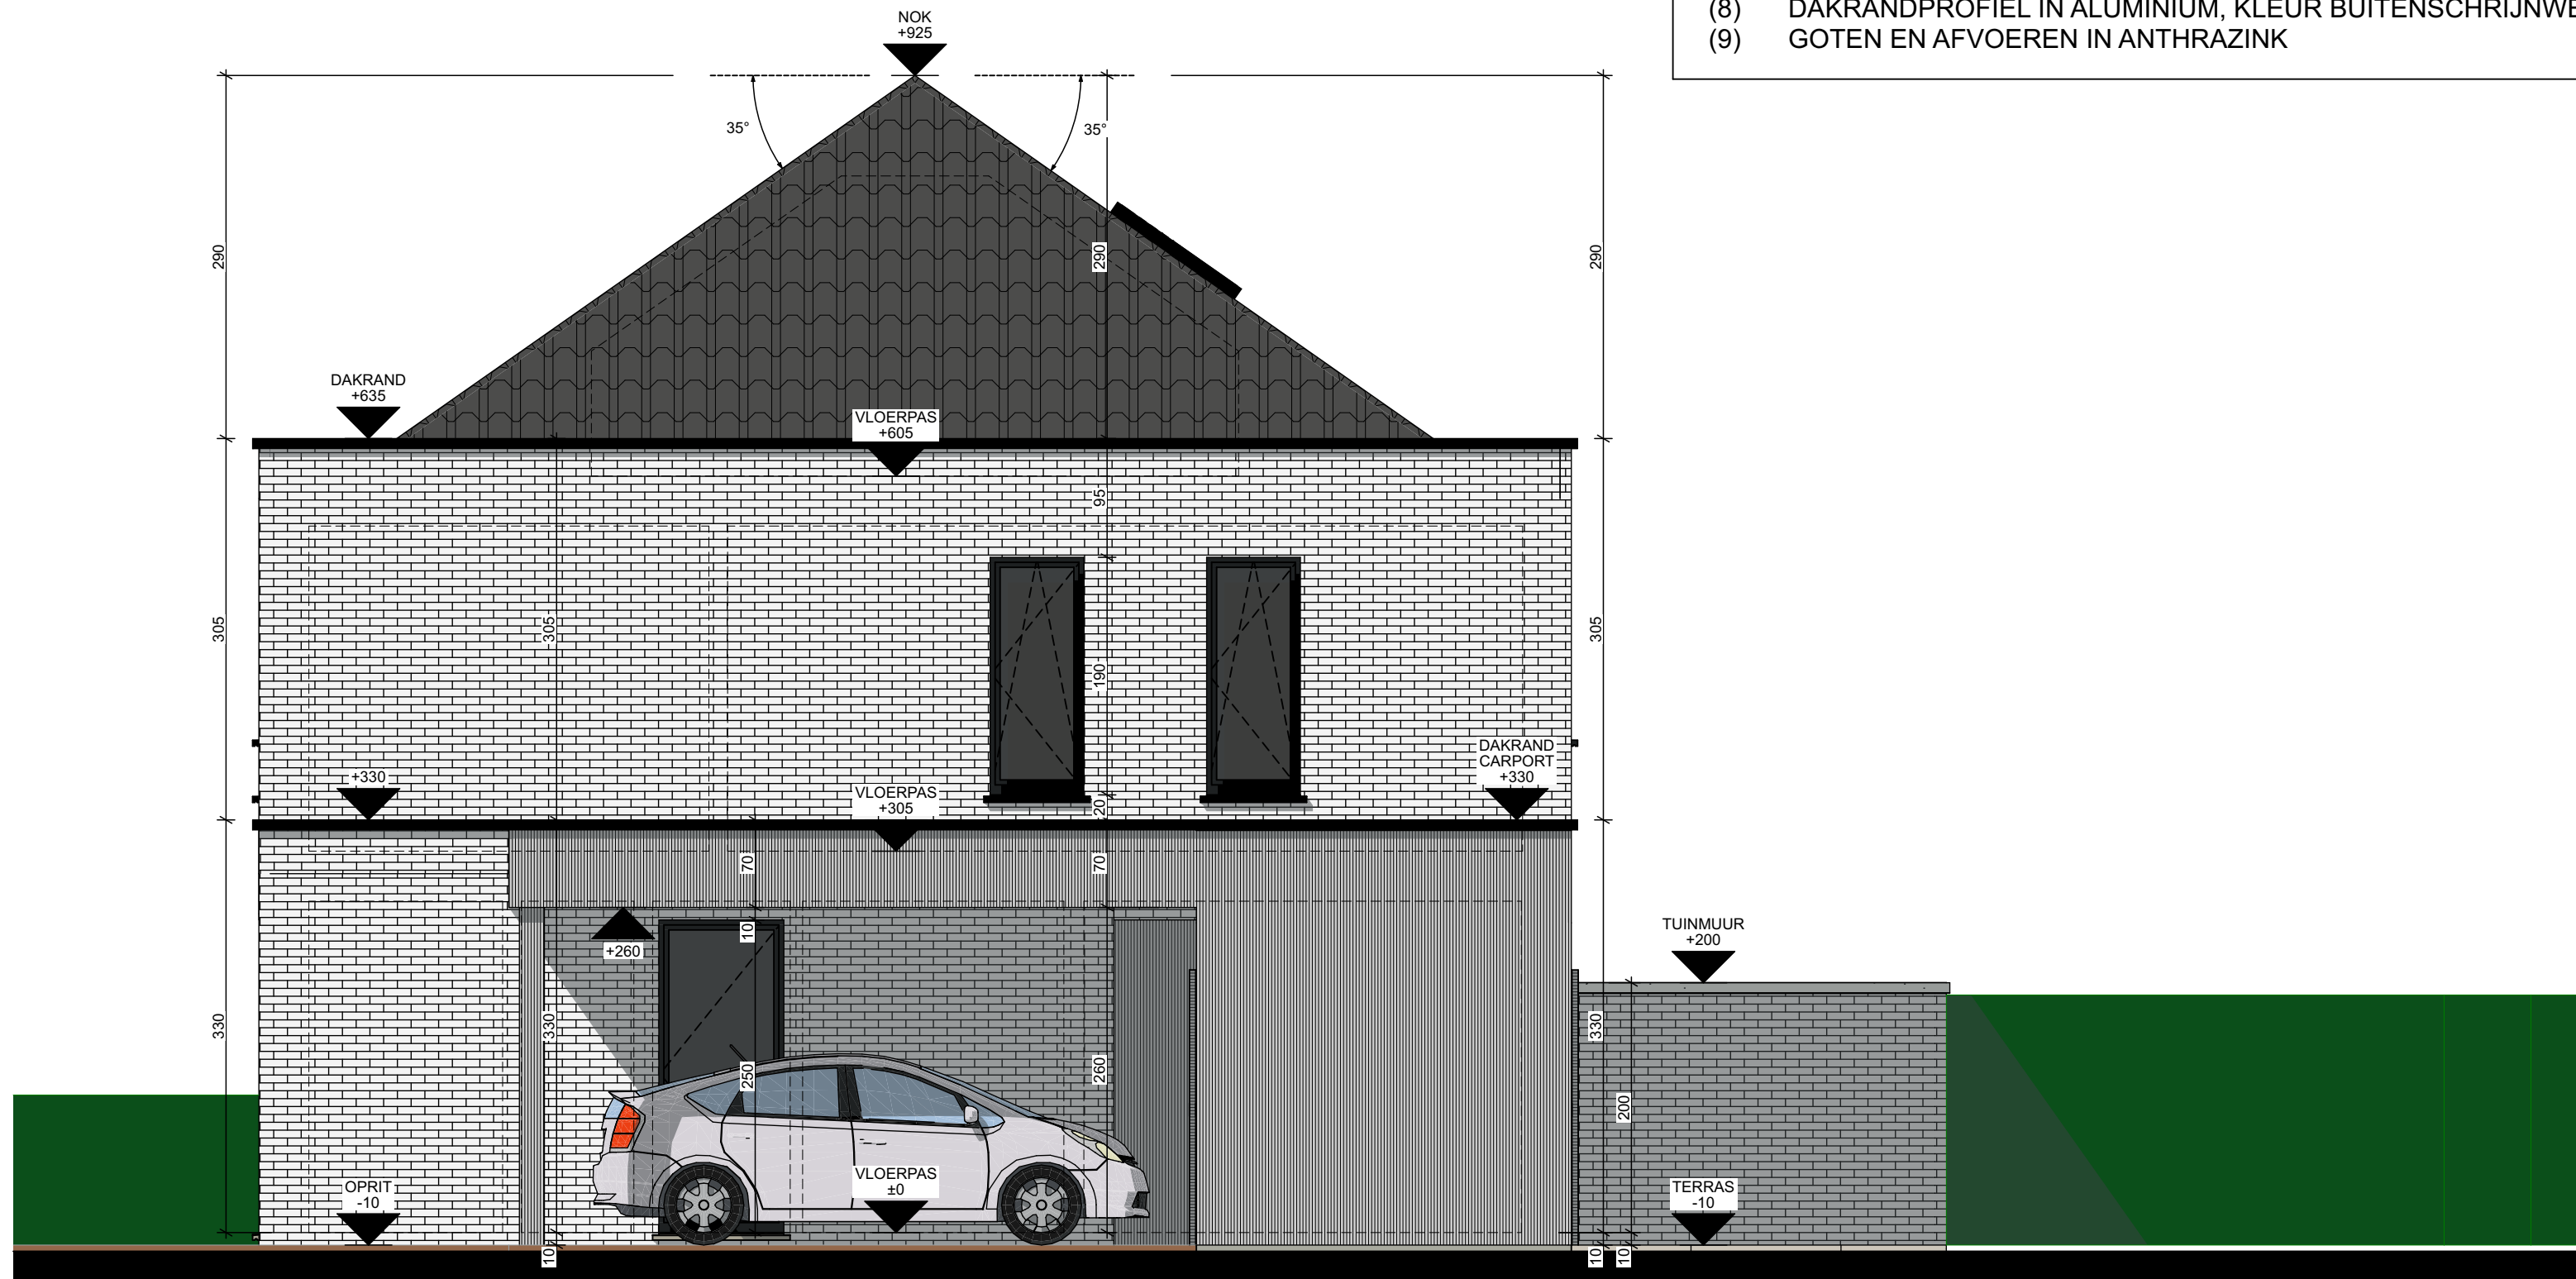 (8) DAKRANDPROFIEL IN ALUMINIUM, KLEUR BUITENSCHRIJNWE
(9) GOTEN EN AFVOEREN IN ANTHRAZINK
NOK
+925
35°
35°
290
290
290
DAKRAND
+635
VLOERPAS
+605
95
305
305
190
305
+330
VLOERPAS
+305
20
DAKRAND
CARPORT
+330
70
70
+260
10
TUINMUUR
+200
330
330
250
260
330
200
OPRIT
-10
VLOERPAS
±0
TERRAS
-10
10
10
10